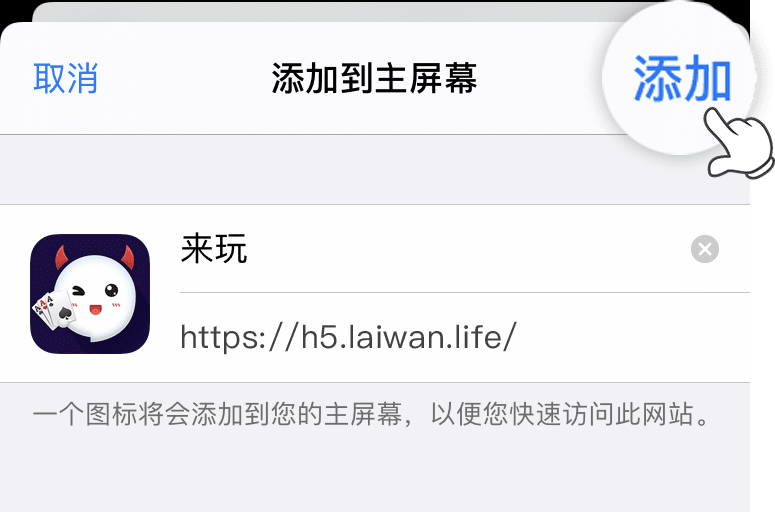 取消
添加到主屏幕
添加
来玩
https://h5.laiwan.life/
一个图标将会添加到您的主屏幕，以便您快速访问此网站。